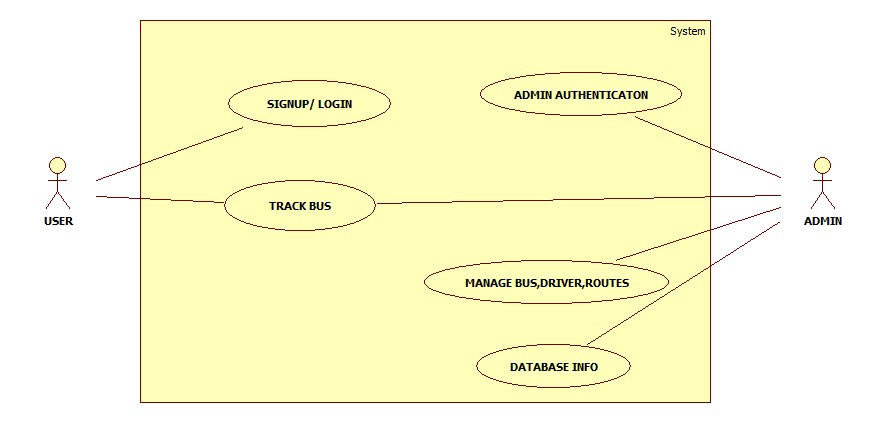 System
SIGNUP/ LOGIN
ADMIN AUTHENTICATON
USER
TRACK BUS
ADMIN
MANAGE BUS,DRIVER,ROUTES
DATABASE INFO